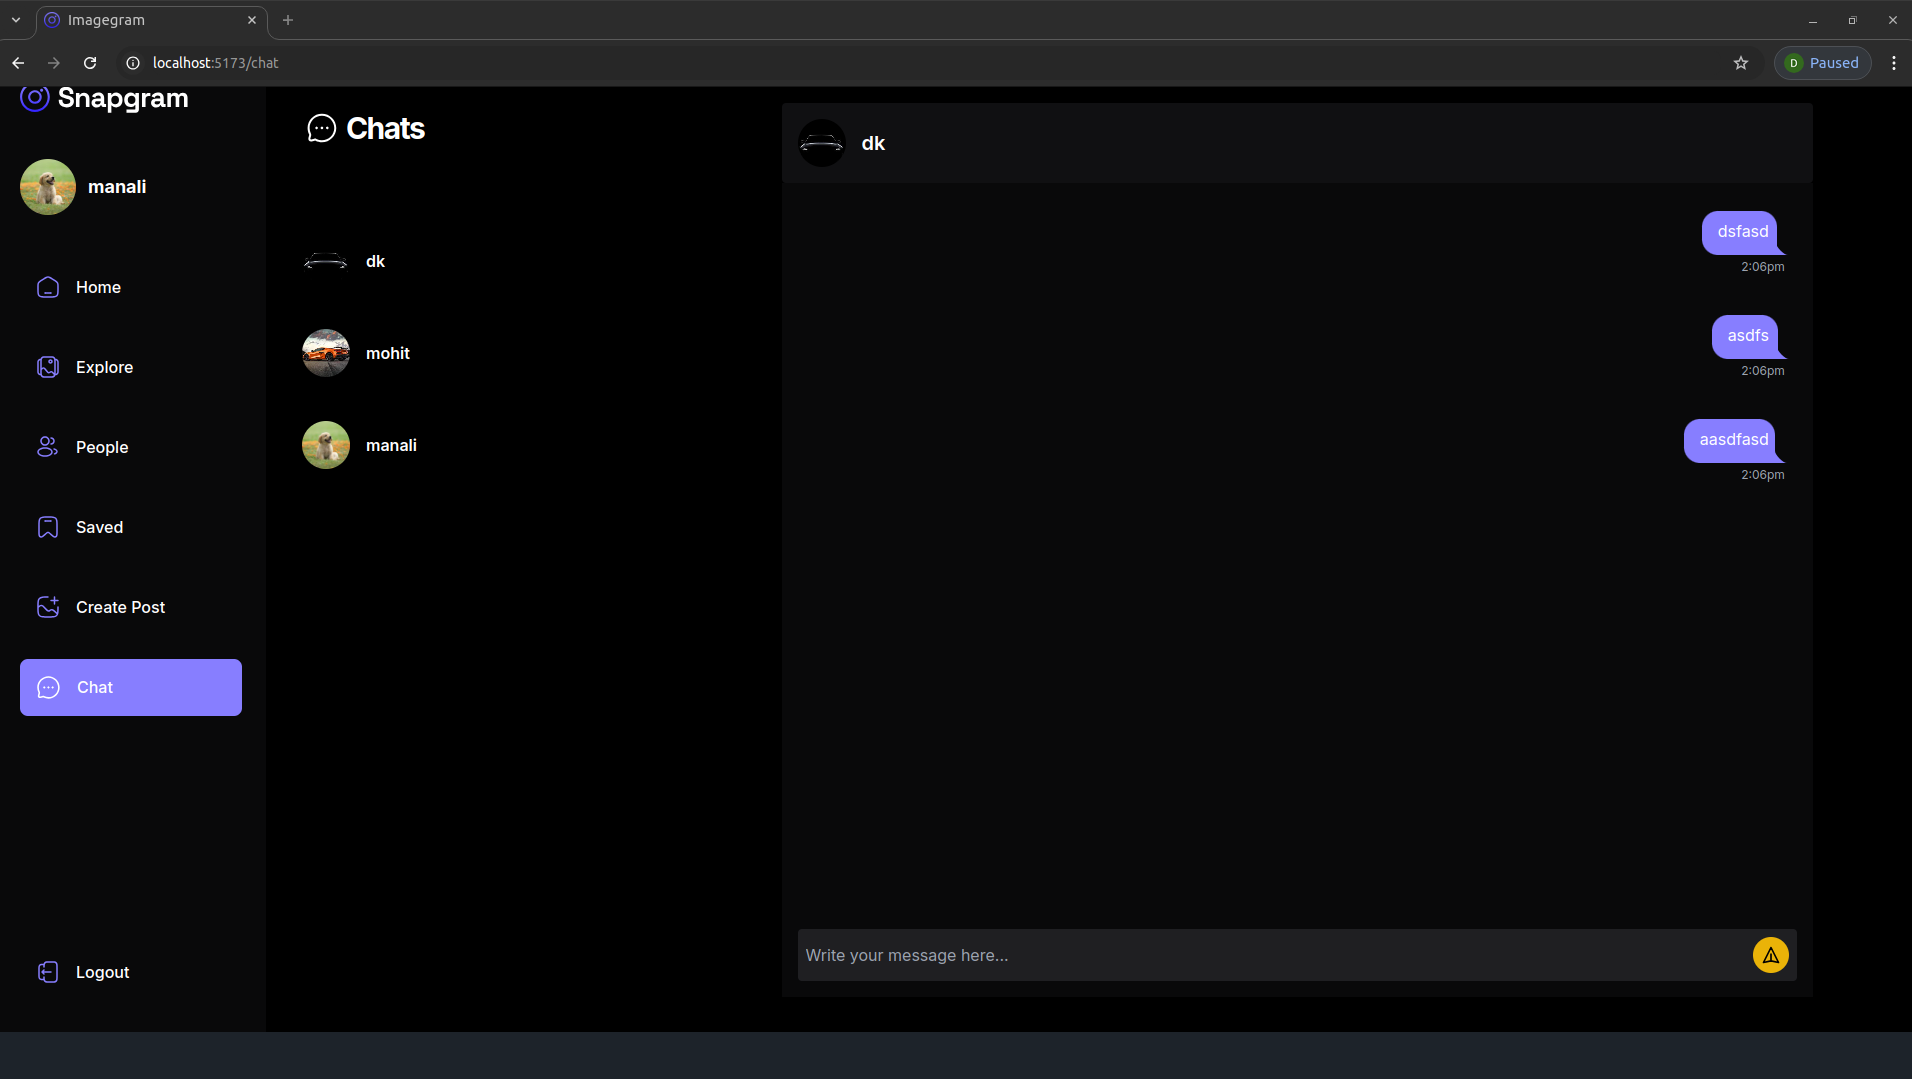 Imagegram
localhost:5173/chat
D Paused
Snapgram
manali
Home
Explore
People
Saved
Create Post
Chat
Logout
Chats
dk
mohit
manali
dk
dsfasd
2:06pm
asdfs
2:06pm
aasdfasd
2:06pm
Write your message here...